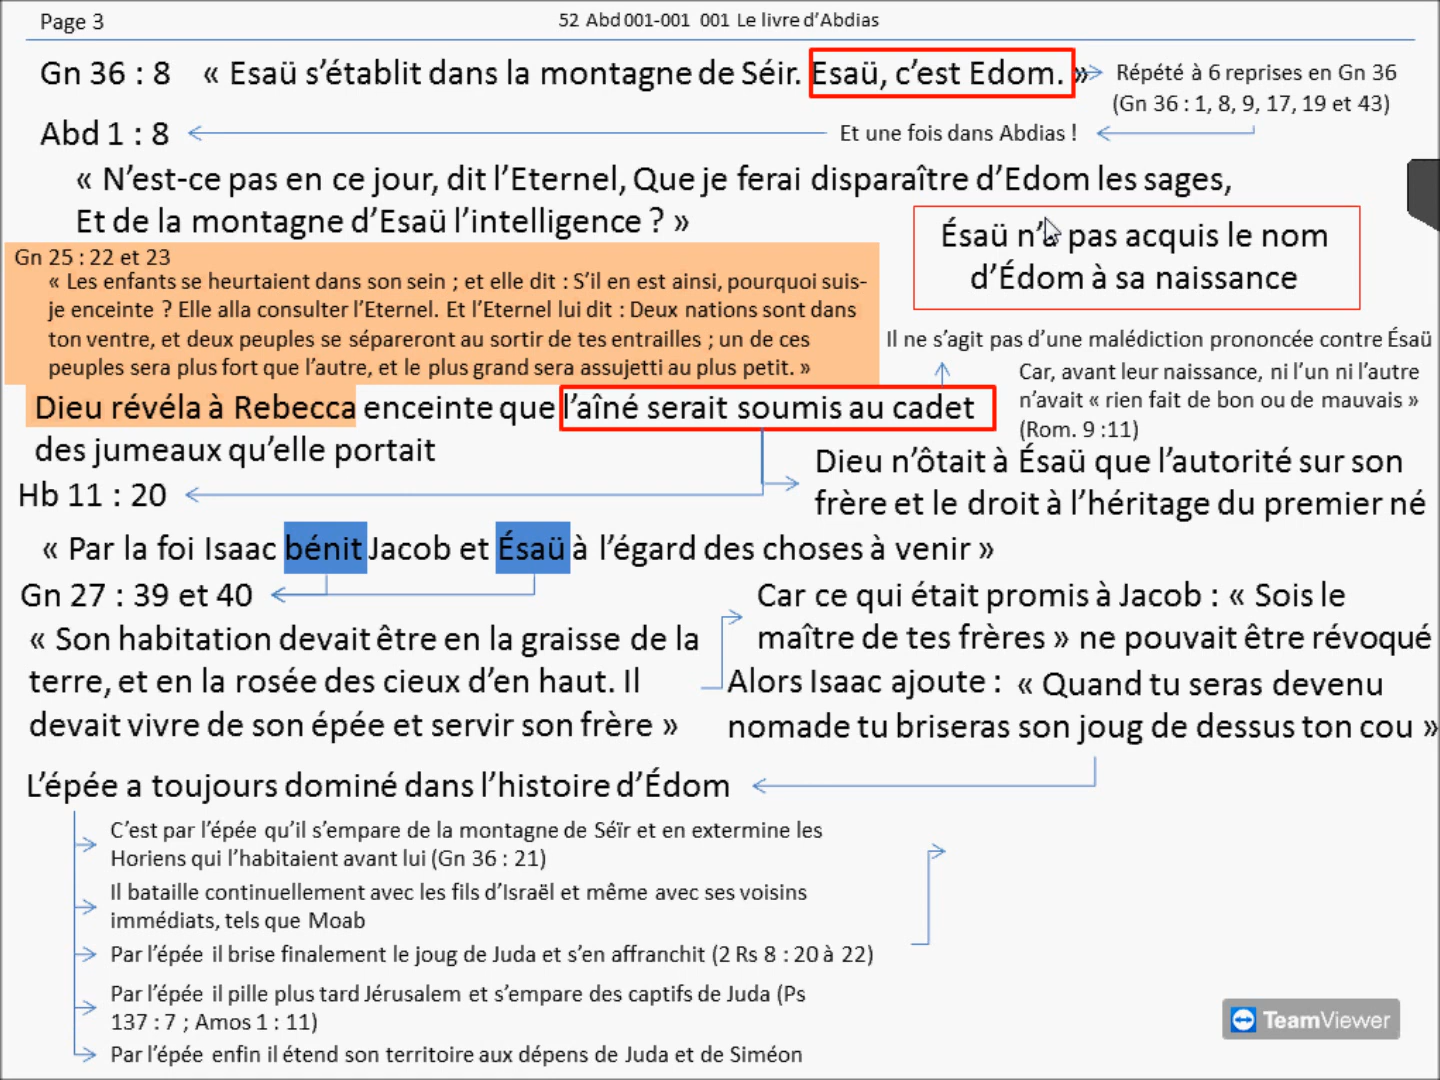 Page 3
52 Abd 001-001 001 Le livre d’Abdias
Gn 36 : 8 « Esaü s’établit dans la montagne de Séir. Esaü, c’est Edom. »
Répété à 6 reprises en Gn 36
(Gn 36 : 1, 8, 9, 17, 19 et 43)
Abd 1 : 8
Et une fois dans Abdias !
« N’est-ce pas en ce jour, dit l’Eternel, Que je ferai disparaître d’Edom les sages,
Et de la montagne d’Esaü l’intelligence ? »
Ésaü n’a pas acquis le nom
d’Édom à sa naissance
Gn 25 : 22 et 23
« Les enfants se heurtaient dans son sein ; et elle dit : S’il en est ainsi, pourquoi suis-
je enceinte ? Elle alla consulter l’Eternel. Et l’Eternel lui dit : Deux nations sont dans
ton ventre, et deux peuples se sépareront au sortir de tes entrailles ; un de ces
peuples sera plus fort que l’autre, et le plus grand sera assujetti au plus petit. »
Il ne s’agit pas d’une malédiction prononcée contre Ésaü
Car, avant leur naissance, ni l’un ni l’autre
n’avait « rien fait de bon ou de mauvais »
(Rom. 9 :11)
Dieu révéla à Rebecca enceinte que l’aîné serait soumis au cadet
des jumeaux qu’elle portait
Dieu n’ôtait à Ésaü que l’autorité sur son
frère et le droit à l’héritage du premier né
Hb 11 : 20
« Par la foi Isaac bénit Jacob et Ésaü à l’égard des choses à venir »
Gn 27 : 39 et 40
« Son habitation devait être en la graisse de la
terre, et en la rosée des cieux d’en haut. Il
devait vivre de son épée et servir son frère »
Car ce qui était promis à Jacob : « Sois le
maître de tes frères » ne pouvait être révoqué
Alors Isaac ajoute : « Quand tu seras devenu
nomade tu briseras son joug de dessus ton cou »
L’épée a toujours dominé dans l’histoire d’Édom
C’est par l’épée qu’il s’empare de la montagne de Séïr et en extermine les
Horiens qui l’habitaient avant lui (Gn 36 : 21)
Il bataille continuellement avec les fils d’Israël et même avec ses voisins
immédiats, tels que Moab
Par l’épée il brise finalement le joug de Juda et s’en affranchit (2 Rs 8 : 20 à 22)
Par l’épée il pille plus tard Jérusalem et s’empare des captifs de Juda (Ps
137 : 7 ; Amos 1 : 11)
Par l’épée enfin il étend son territoire aux dépens de Juda et de Siméon
TeamViewer